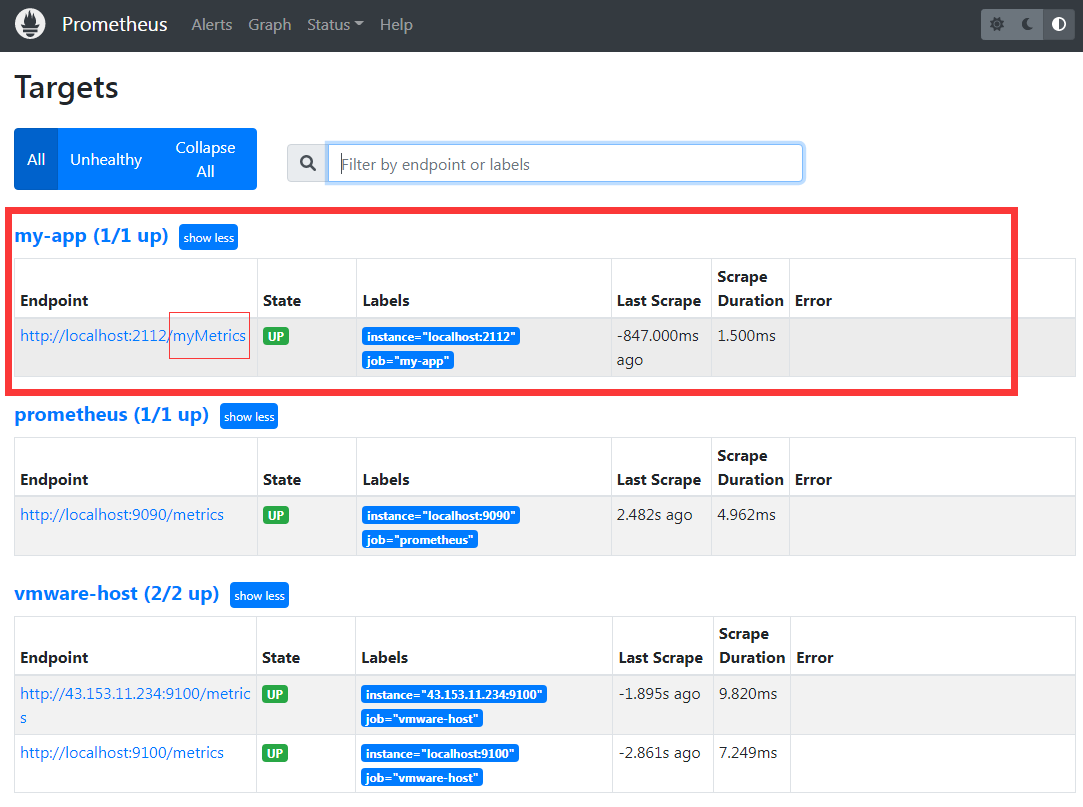 Prometheus Alerts Graph Status Help
Targets
All Unhealthy Collapse
All
Filter by endpoint or labels
my-app (1/1 up) show less
Endpoint State Labels Last Scrape Scrape Duration Error
http://localhost:2112/myMetrics UP instance="localhost:2112" -847.000ms 1.500ms
job="my-app" ago
prometheus (1/1 up) show less
Endpoint State Labels Last Scrape Scrape Duration Error
http://localhost:9090/metrics UP instance="localhost:9090" 2.482s ago 4.962ms
job="prometheus"
vmware-host (2/2 up) show less
Endpoint State Labels Last Scrape Scrape Duration Error
http://43.153.11.234:9100/metric UP instance="43.153.11.234:9100" -1.895s ago 9.820ms
s job="vmware-host"
http://localhost:9100/metrics UP instance="localhost:9100" -2.861s ago 7.249ms
job="vmware-host"